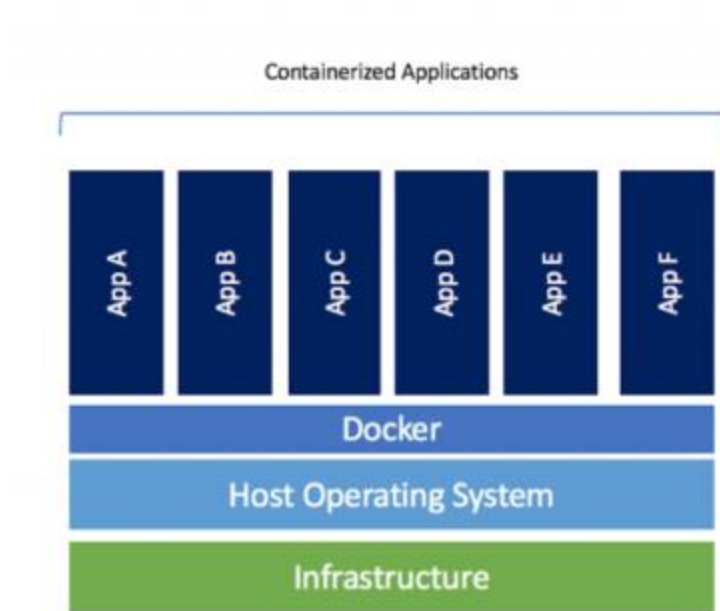 Containerized Applications
App A
App B
App C
App D
App E
App F
Docker
Host Operating System
Infrastructure